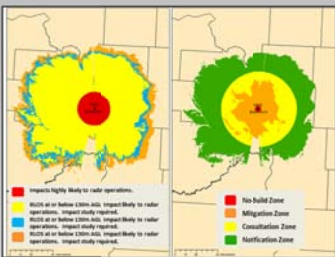 Impacts highly likely to radar operations.
RLOS at or below 130m AGL impact likely to radar
operations. Impact study required.
RLOS at or below 130m AGL impact likely to radar
operations. Impact study required.
RLOS at or below 130m AGL impact likely to radar
operations. Impact study required.
No-build Zone
Mitigation Zone
Consultation Zone
Notification Zone